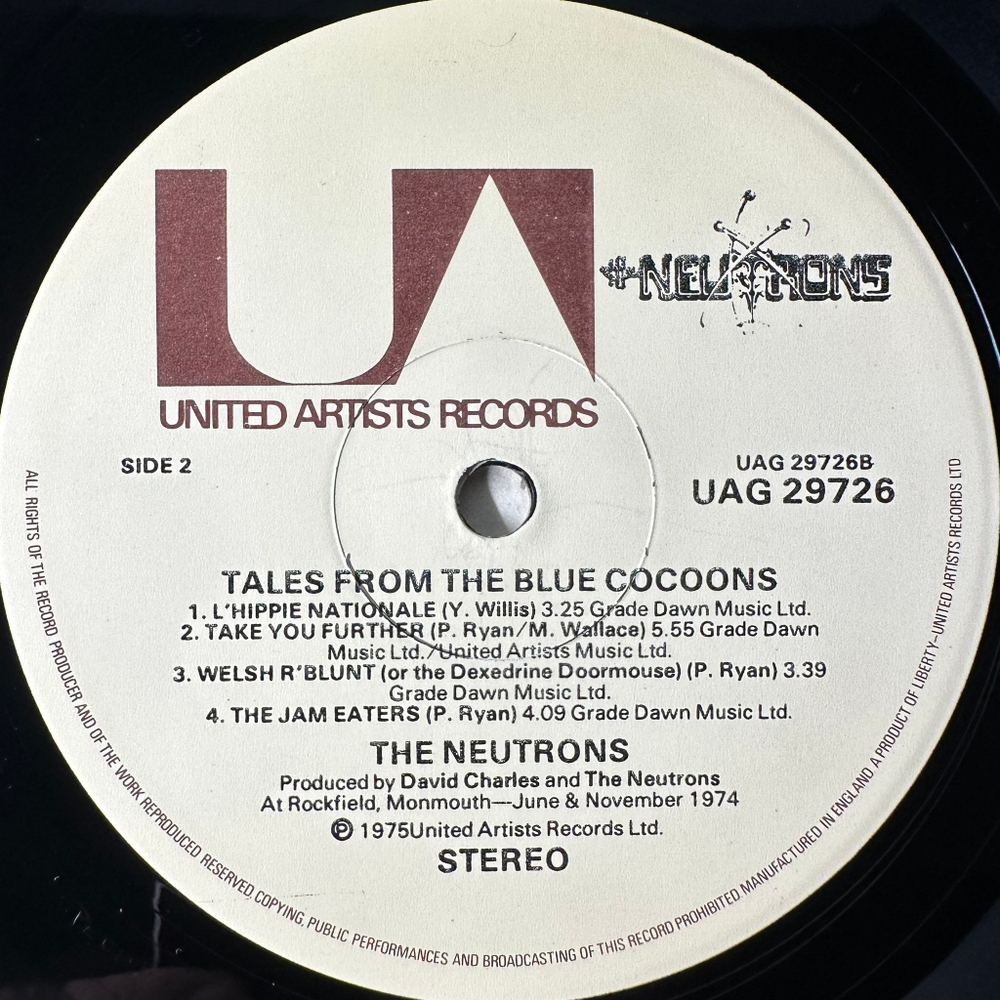 UA
NEUTRONS
UNITED ARTISTS RECORDS
SIDE 2
UAG 29726B
UAG 29726
TALES FROM THE BLUE COCOONS
1. L'HIPPIE NATIONALE (Y. Willis) 3.25 Grade Dawn Music Ltd.
2. TAKE YOU FURTHER (P. Ryan/M. Wallace) 5.55 Grade Dawn
Music Ltd./United Artists Music Ltd.
3. WELSH R'BLUNT (or the Dexedrine Doormouse) (P. Ryan) 3.39
Grade Dawn Music Ltd.
4. THE JAM EATERS (P. Ryan) 4.09 Grade Dawn Music Ltd.
THE NEUTRONS
Produced by David Charles and The Neutrons
At Rockfield, Monmouth—June & November 1974
℗ 1975United Artists Records Ltd.
STEREO
ALL RIGHTS OF THE RECORD PRODUCER AND OF THE WORK REPRODUCED RESERVED COPYING, PUBLIC PERFORMANCES AND BROADCASTING OF THIS RECORD PROHIBITED MANUFACTURED IN ENGLAND A PRODUCT OF LIBERTY–UNITED ARTISTS RECORDS LTD